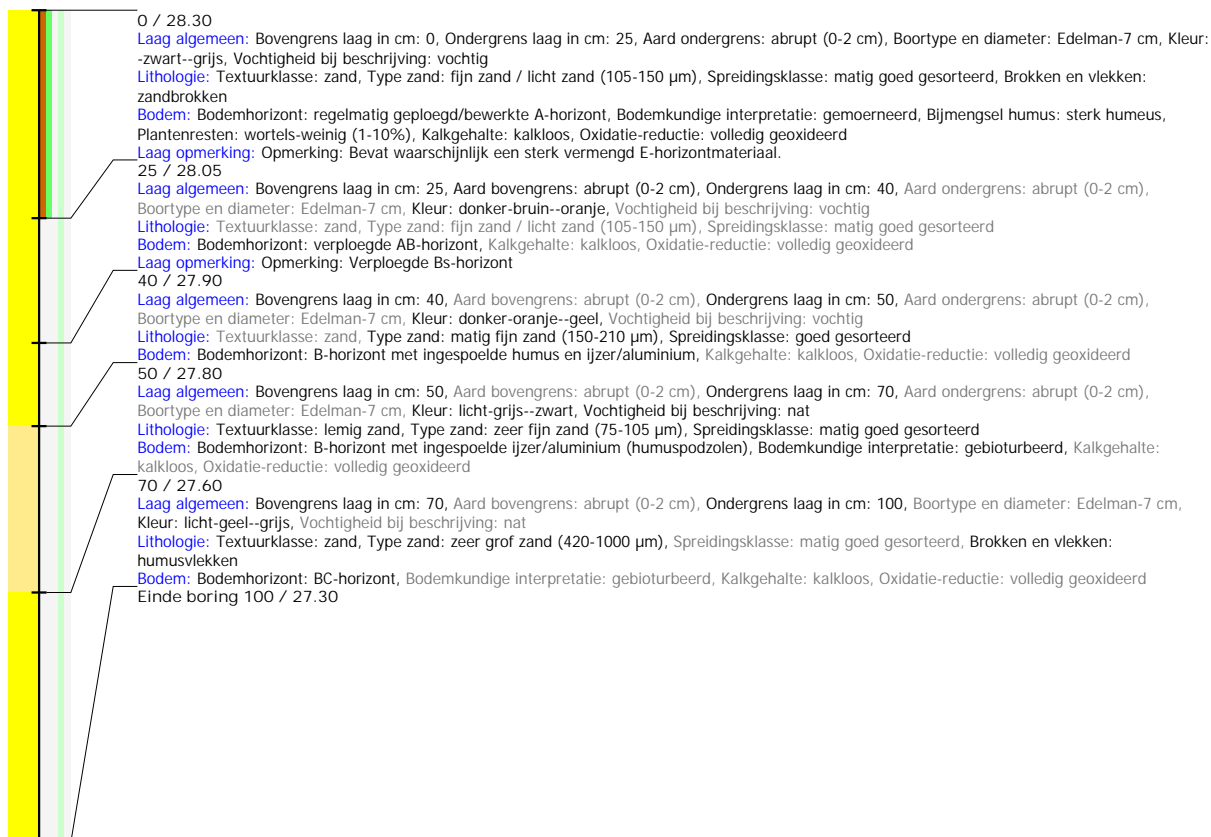 0 / 28.30
Laag algemeen: Bovengrens laag in cm: 0, Ondergrens laag in cm: 25, Aard ondergrens: abrupt (0-2 cm), Boortype en diameter: Edelman-7 cm, Kleur:
-zwart--grijs, Vochtigheid bij beschrijving: vochtig
Lithologie: Textuurklasse: zand, Type zand: fijn zand / licht zand (105-150 µm), Spreidingsklasse: matig goed gesorteerd, Brokken en vlekken:
zandbrokken
Bodem: Bodemhorizont: regelmatig geploegd/bewerkte A-horizont, Bodemkundige interpretatie: gemoerneerd, Bijmengsel humus: sterk humeus,
Plantenresten: wortels-weinig (1-10%), Kalkgehalte: kalkloos, Oxidatie-reductie: volledig geoxideerd
Laag opmerking: Opmerking: Bevat waarschijnlijk een sterk vermengd E-horizontmateriaal.
25 / 28.05
Laag algemeen: Bovengrens laag in cm: 25, Aard bovengrens: abrupt (0-2 cm), Ondergrens laag in cm: 40, Aard ondergrens: abrupt (0-2 cm),
Boortype en diameter: Edelman-7 cm, Kleur: donker-bruin--oranje, Vochtigheid bij beschrijving: vochtig
Lithologie: Textuurklasse: zand, Type zand: fijn zand / licht zand (105-150 µm), Spreidingsklasse: matig goed gesorteerd
Bodem: Bodemhorizont: verploegde AB-horizont, Kalkgehalte: kalkloos, Oxidatie-reductie: volledig geoxideerd
Laag opmerking: Opmerking: Verploegde Bs-horizont
40 / 27.90
Laag algemeen: Bovengrens laag in cm: 40, Aard bovengrens: abrupt (0-2 cm), Ondergrens laag in cm: 50, Aard ondergrens: abrupt (0-2 cm),
Boortype en diameter: Edelman-7 cm, Kleur: donker-oranje--geel, Vochtigheid bij beschrijving: vochtig
Lithologie: Textuurklasse: zand, Type zand: matig fijn zand (150-210 µm), Spreidingsklasse: goed gesorteerd
Bodem: Bodemhorizont: B-horizont met ingespoelde humus en ijzer/aluminium, Kalkgehalte: kalkloos, Oxidatie-reductie: volledig geoxideerd
50 / 27.80
Laag algemeen: Bovengrens laag in cm: 50, Aard bovengrens: abrupt (0-2 cm), Ondergrens laag in cm: 70, Aard ondergrens: abrupt (0-2 cm),
Boortype en diameter: Edelman-7 cm, Kleur: licht-grijs--zwart, Vochtigheid bij beschrijving: nat
Lithologie: Textuurklasse: lemig zand, Type zand: zeer fijn zand (75-105 µm), Spreidingsklasse: matig goed gesorteerd
Bodem: Bodemhorizont: B-horizont met ingespoelde ijzer/aluminium (humuspodzolen), Bodemkundige interpretatie: gebioturbeerd, Kalkgehalte:
kalkloos, Oxidatie-reductie: volledig geoxideerd
70 / 27.60
Laag algemeen: Bovengrens laag in cm: 70, Aard bovengrens: abrupt (0-2 cm), Ondergrens laag in cm: 100, Boortype en diameter: Edelman-7 cm,
Kleur: licht-geel--grijs, Vochtigheid bij beschrijving: nat
Lithologie: Textuurklasse: zand, Type zand: zeer grof zand (420-1000 µm), Spreidingsklasse: matig goed gesorteerd, Brokken en vlekken:
humusvlekken
Bodem: Bodemhorizont: BC-horizont, Bodemkundige interpretatie: gebioturbeerd, Kalkgehalte: kalkloos, Oxidatie-reductie: volledig geoxideerd
Einde boring 100 / 27.30